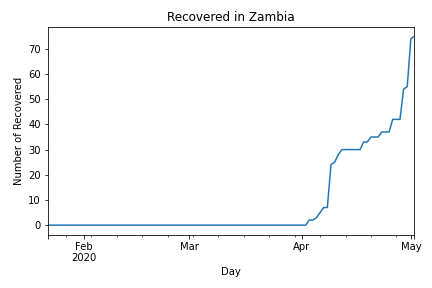 Recovered in Zambia
Number of Recovered
70
60
50
40
30
20
10
0
Feb
2020
Mar
Apr
May
Day